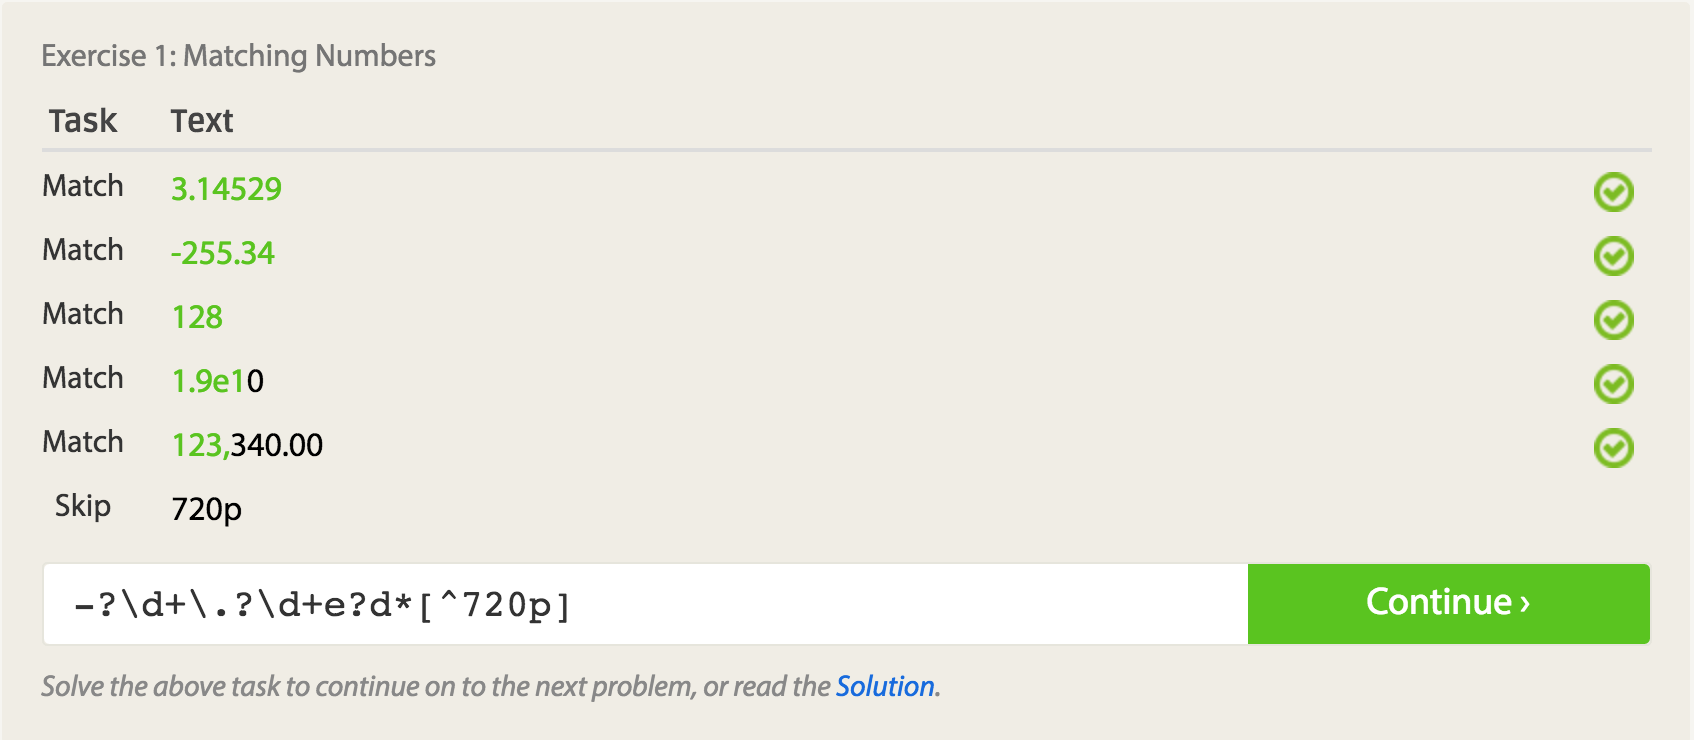 Exercise 1: Matching Numbers
Task Text
Match 3.14529
Match -255.34
Match 128
Match 1.9e10
Match 123,340.00
Skip 720p
-?\d+\.?\d+e?d*[^720p] Continue ›
Solve the above task to continue on to the next problem, or read the Solution.